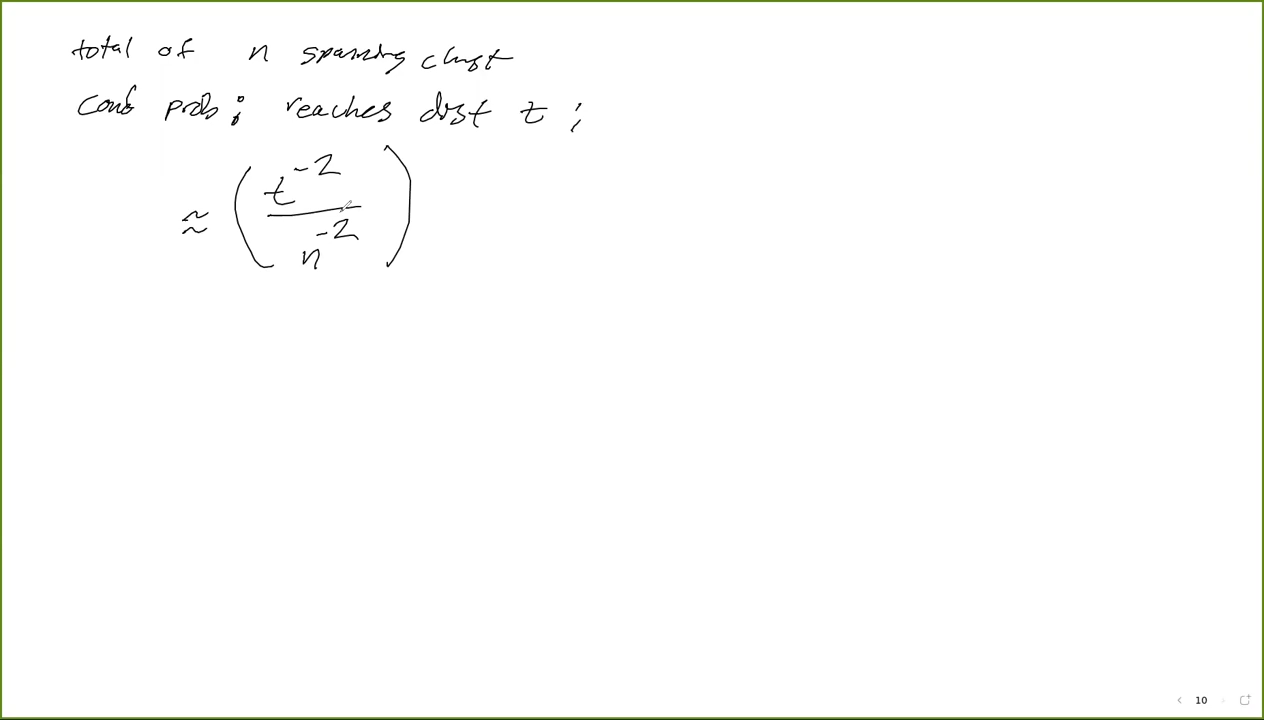 total of n spanning clust
Cond prob: reaches dist t;
≈ ( t^-2 / n^-2 )
10